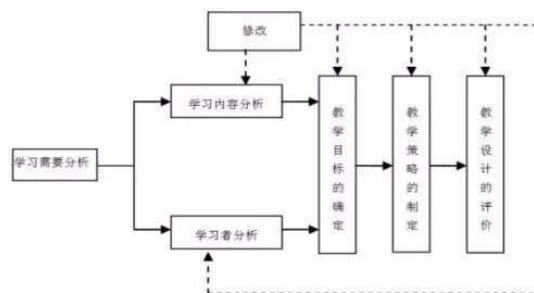 修改
学习内容分析
学习需要分析
学习者分析
教学目标的确定
教学策略的制定
教学设计的评价